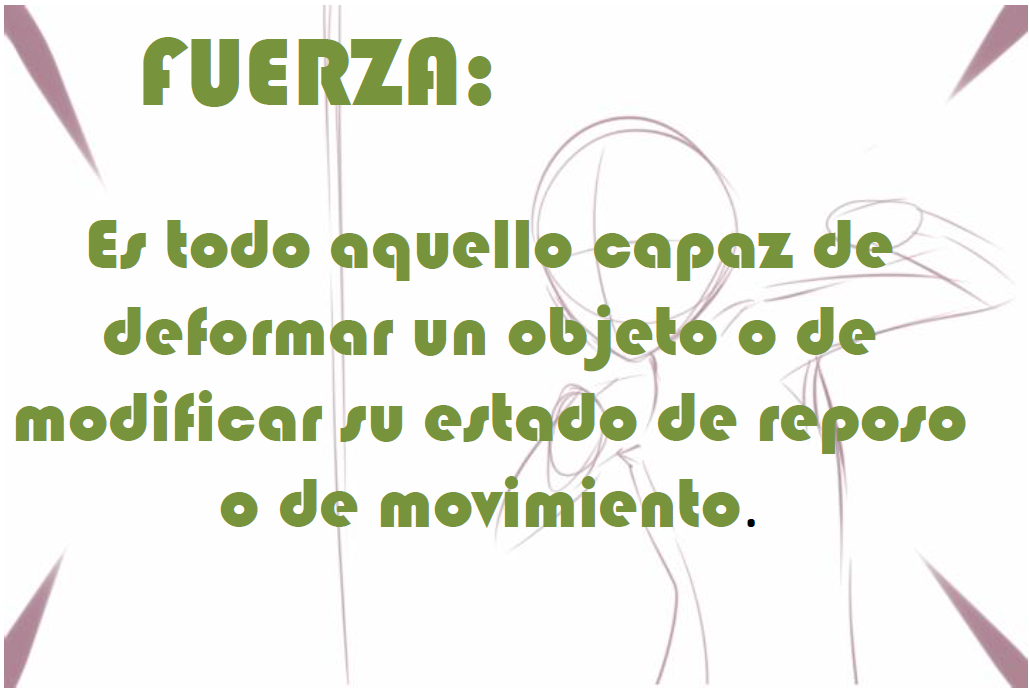 FUERZA:
Es todo aquello capaz de
deformar un objeto o de
modificar su estado de reposo
o de movimiento.